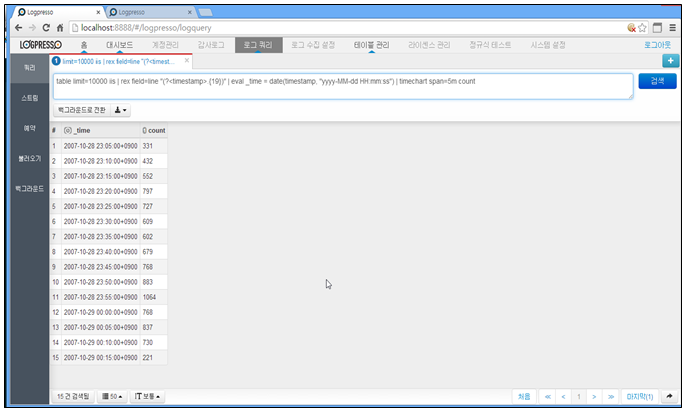 Logpresso
Logpresso
localhost:8888/#/logpresso/logquery
LOGPRESSO 홈 대시보드 계정관리 감사로그 로그 쿼리 로그 수집 설정 테이블 관리 라이센스 관리 정규식 테스트 시스템 설정 로그아웃
쿼리
스트림
예약
불러오기
백그라운드
1 limit=10000 iis | rex field=line "(?<timest...
table limit=10000 iis | rex field=line "(?<timestamp>.{19})" | eval _time = date(timestamp, "yyyy-MM-dd HH:mm:ss") | timechart span=5m count
검색
백그라운드로 전환
# _time count
1 2007-10-28 23:05:00+0900 331
2 2007-10-28 23:10:00+0900 432
3 2007-10-28 23:15:00+0900 552
4 2007-10-28 23:20:00+0900 797
5 2007-10-28 23:25:00+0900 727
6 2007-10-28 23:30:00+0900 609
7 2007-10-28 23:35:00+0900 602
8 2007-10-28 23:40:00+0900 679
9 2007-10-28 23:45:00+0900 768
10 2007-10-28 23:50:00+0900 883
11 2007-10-28 23:55:00+0900 1064
12 2007-10-29 00:00:00+0900 768
13 2007-10-29 00:05:00+0900 837
14 2007-10-29 00:10:00+0900 730
15 2007-10-29 00:15:00+0900 221
15 건 검색됨 50 보통 처음 1 마지막(1)